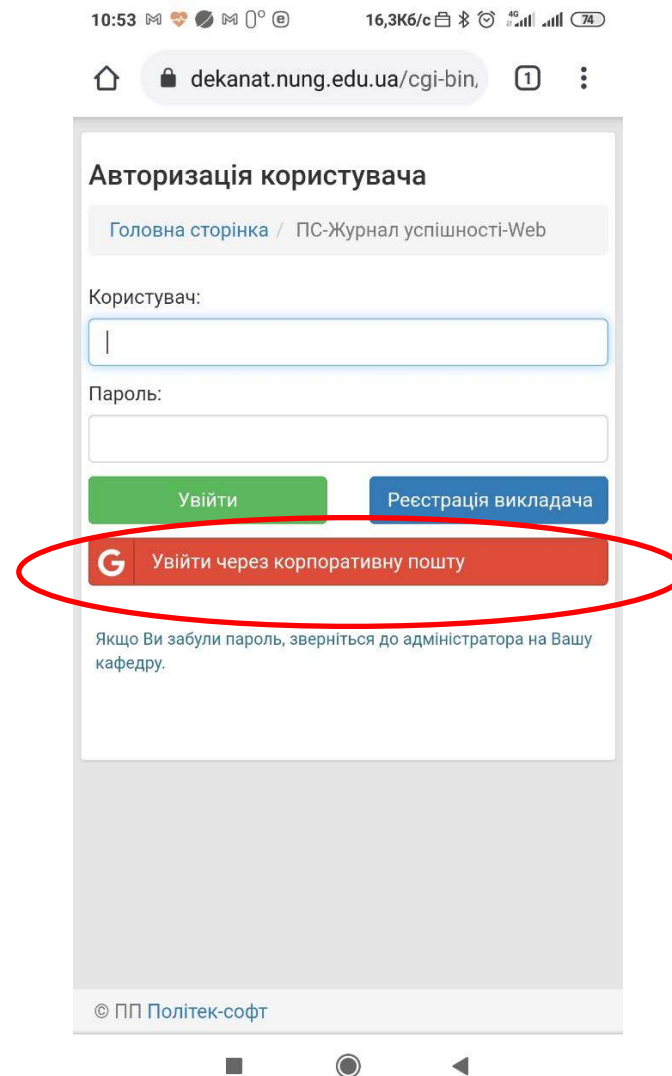 10:53 16,3Кб/с 4G 74
dekanat.nung.edu.ua/cgi-bin/ 1
Авторизація користувача
Головна сторінка / ПС-Журнал успішності-Web
Користувач:
Пароль:
Увійти Реєстрація викладача
G Увійти через корпоративну пошту
Якщо Ви забули пароль, зверніться до адміністратора на Вашу
кафедру.
© ПП Політек-софт